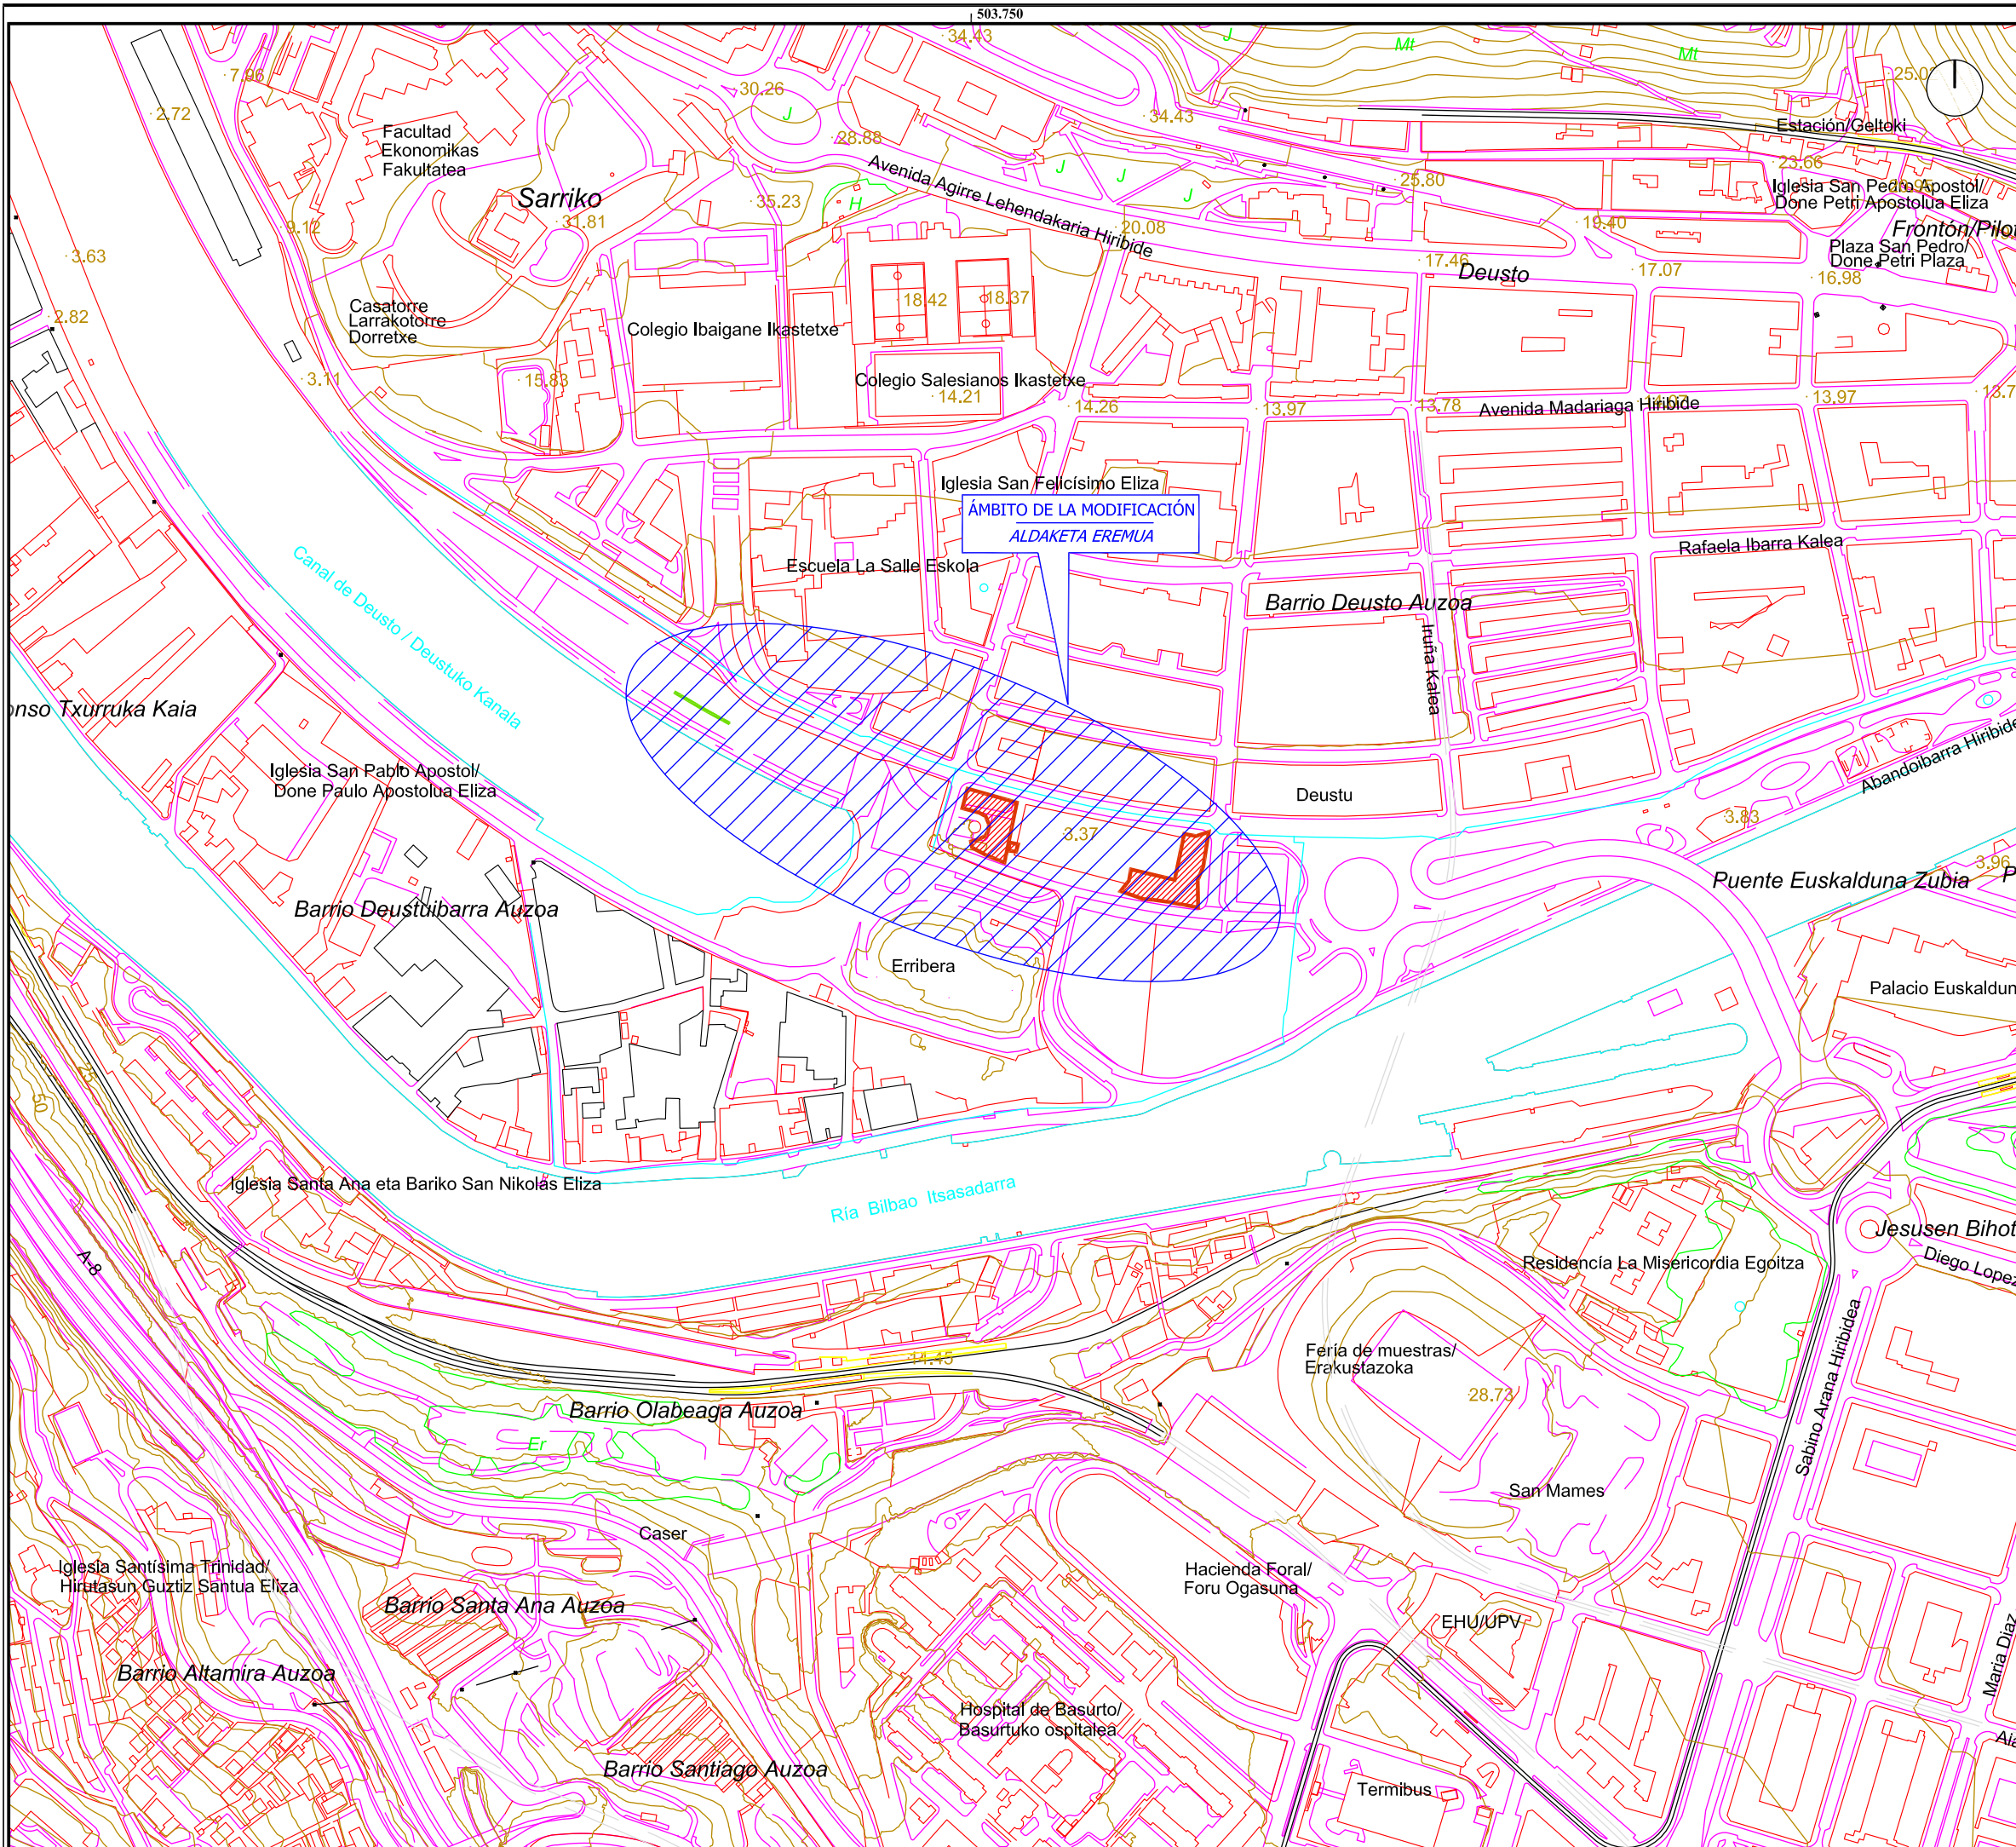 503.750
34.43
J
Mt
Mt
7.96
30.26
2.72
J
28.88
34.43
Estación/Geltoki
Facultad
Ekonomikas
Fakultatea
Avenida Agirre Lehendakaria Hiribide
J
J
J
25.80
23.66
Iglesia San Pedro Apostol/
Done Petri Apostolua Eliza
Sarriko
31.81
35.23
H
9.12
20.08
19.40
Plaza San Pedro/
Done Petri Plaza
3.63
17.46
Deusto
17.07
16.98
2.82
Casatorre
Larrakotorre
Dorretxe
18.42
18.37
Colegio Ibaigane Ikastetxe
3.11
15.83
Colegio Salesianos Ikastetxe
14.21
14.26
13.97
13.78
Avenida Madariaga Hiribide
13.97
Iglesia San Felicísimo Eliza
ÁMBITO DE LA MODIFICACIÓN
ALDAKETA EREMUA
Rafaela Ibarra Kalea
Escuela La Salle Eskola
Canal de Deusto / Deustuko Kanala
Barrio Deusto Auzoa
Iruña Kalea
Txurruka Kaia
Abandoibarra Hiribide
Iglesia San Pablo Apostol/
Done Paulo Apostolua Eliza
Deustu
3.83
3.37
3.96
Puente Euskalduna Zubia
Barrio Deustuibarra Auzoa
Erribera
Palacio Euskaldun
25
50
Iglesia Santa Ana eta Bariko San Nikolás Eliza
Ría Bilbao Itsasadarra
A-8
Jesusen Bihot
Diego Lopez
Residencía La Misericordia Egoitza
Sabino Arana Hiribidea
Fería de muestras/
Erakustazoka
11.45
28.73
Barrio Olabeaga Auzoa
Er
San Mames
Caser
Iglesia Santísima Trinidad/
Hirutasun Guztiz Santua Eliza
Hacienda Foral/
Foru Ogasuna
Barrio Santa Ana Auzoa
EHU/UPV
Barrio Altamira Auzoa
Maria Diaz
Hospital de Basurto/
Basurtuko ospitalea
Barrio Santiago Auzoa
Termibus